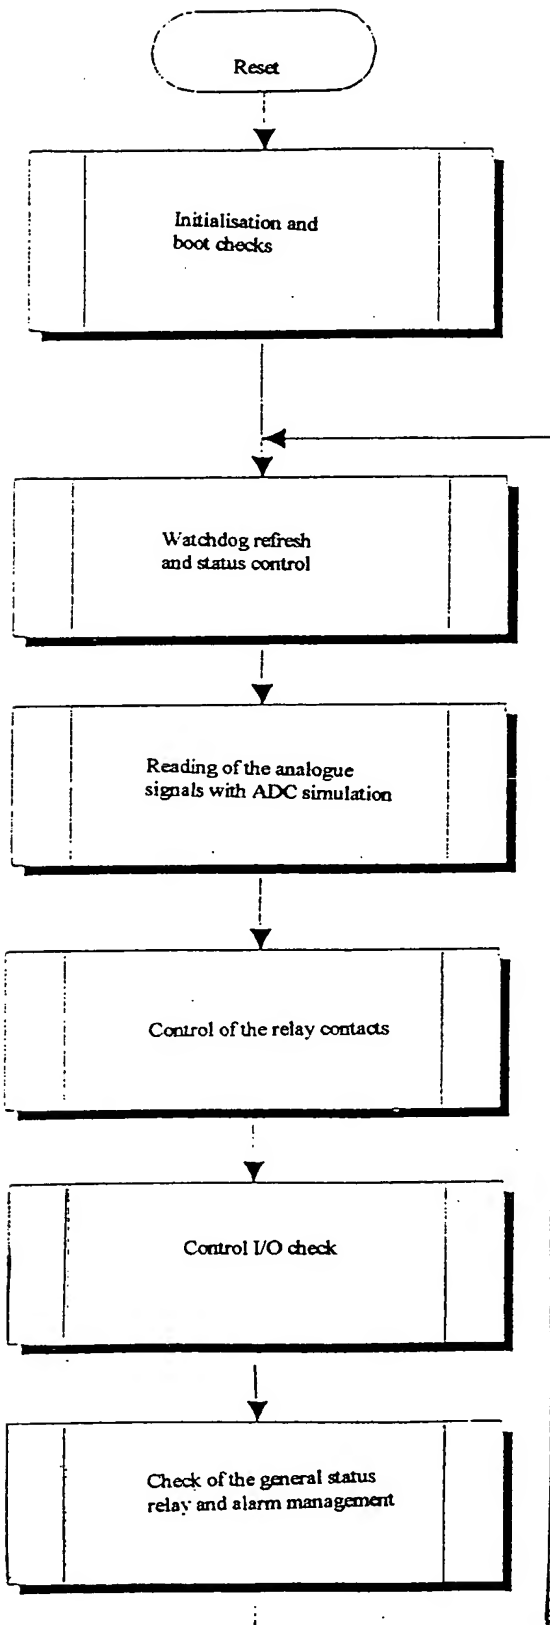 Reset
Initialisation and
boot checks
Watchdog refresh
and status control
Reading of the analogue
signals with ADC simulation
Control of the relay contacts
Control I/O check
Check of the general status
relay and alarm management